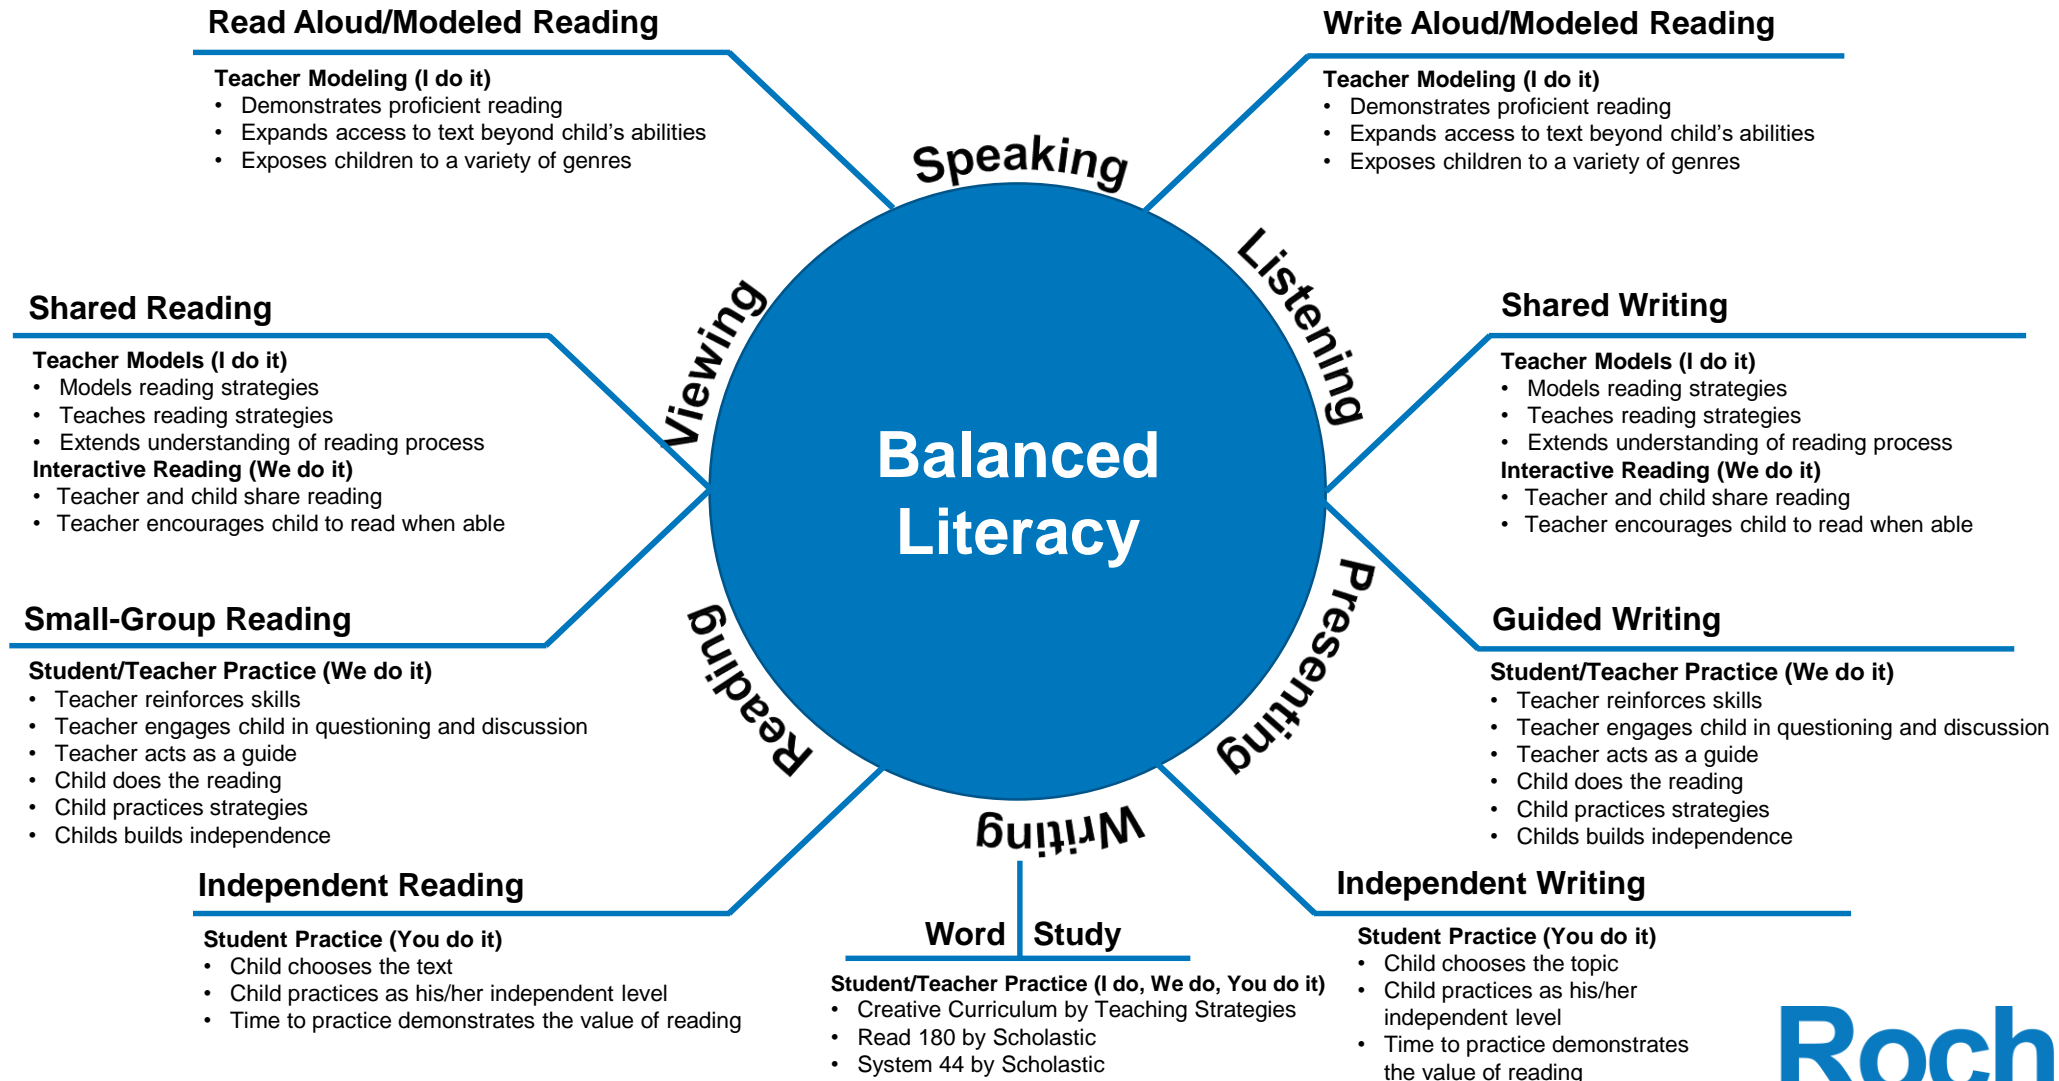 Read Aloud/Modeled Reading
Teacher Modeling (I do it)
• Demonstrates proficient reading
• Expands access to text beyond child's abilities
• Exposes children to a variety of genres
Write Aloud/Modeled Reading
Teacher Modeling (I do it)
• Demonstrates proficient reading
• Expands access to text beyond child's abilities
• Exposes children to a variety of genres
Speaking
Listening
Viewing
Shared Reading
Teacher Models (I do it)
• Models reading strategies
• Teaches reading strategies
• Extends understanding of reading process
Interactive Reading (We do it)
• Teacher and child share reading
• Teacher encourages child to read when able
Balanced
Literacy
Shared Writing
Teacher Models (I do it)
• Models reading strategies
• Teaches reading strategies
• Extends understanding of reading process
Interactive Reading (We do it)
• Teacher and child share reading
• Teacher encourages child to read when able
Small-Group Reading
Student/Teacher Practice (We do it)
• Teacher reinforces skills
• Teacher engages child in questioning and discussion
• Teacher acts as a guide
• Child does the reading
• Child practices strategies
• Childs builds independence
Reading
Presenting
Writing
Guided Writing
Student/Teacher Practice (We do it)
• Teacher reinforces skills
• Teacher engages child in questioning and discussion
• Teacher acts as a guide
• Child does the reading
• Child practices strategies
• Childs builds independence
Independent Reading
Student Practice (You do it)
• Child chooses the text
• Child practices as his/her independent level
• Time to practice demonstrates the value of reading
Word Study
Student/Teacher Practice (I do, We do, You do it)
• Creative Curriculum by Teaching Strategies
• Read 180 by Scholastic
• System 44 by Scholastic
Independent Writing
Student Practice (You do it)
• Child chooses the topic
• Child practices as his/her
independent level
• Time to practice demonstrates
the value of reading
Roch